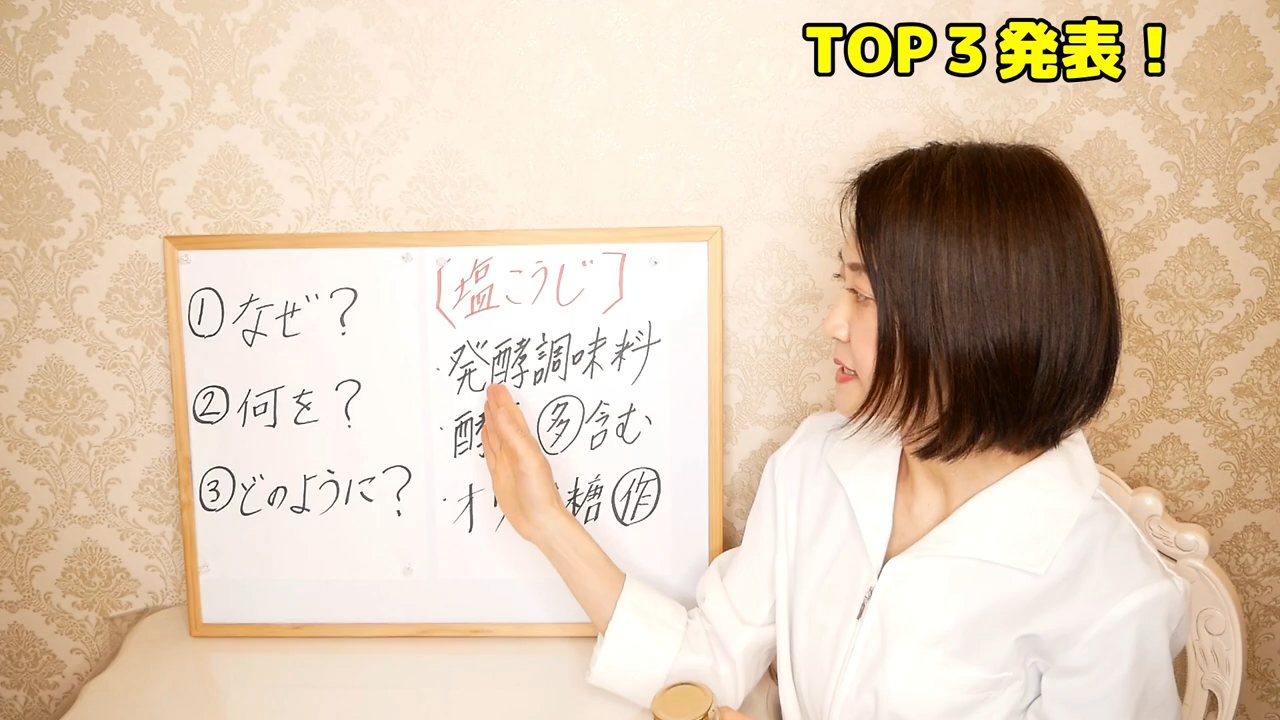 TOP3発表！
①なぜ？
②何を？
③どのように？
[塩こうじ]
・発酵調味料
・酵 多含む
・オ 糖作